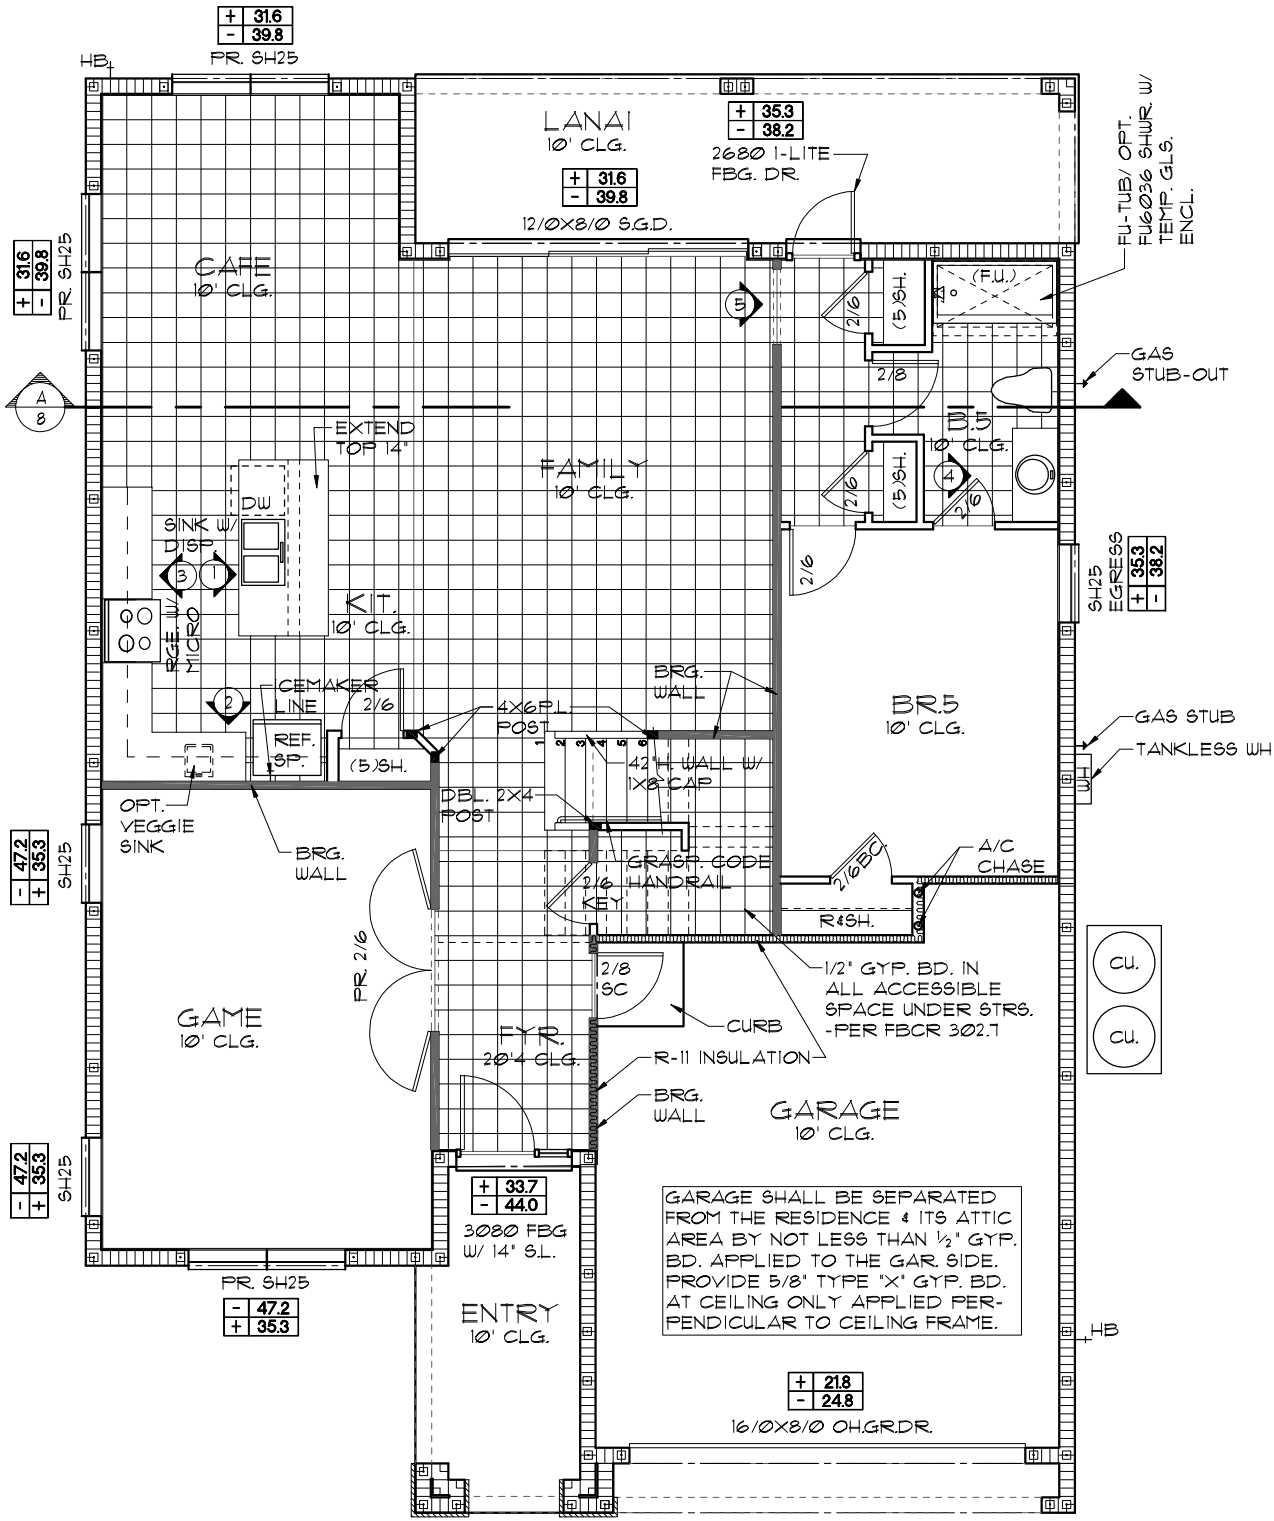 + 31.6
- 39.8
PR. SH25
HB
LANAI
10' CLG.
+ 35.3
- 38.2
2680 1-LITE
FBG. DR.
+ 31.6
- 39.8
12/0X8/0 S.G.D.
FU-TUB/ OPT.
FU6036 SHWR. W/
TEMP. GLS.
ENCL.
+ 31.6
- 39.8
PR. SH25
CAFE
10' CLG.
5
2/6
(5)SH.
(F.U.)
2/8
GAS
STUB-OUT
A
8
EXTEND
TOP 14"
FAMILY
10' CLG.
B.5
10' CLG.
4
2/6
(5)SH.
2/6
DW
SINK W/
DISP.
3
1
KIT.
10' CLG.
RGE. W/
MICRO
2/6
SH25
EGRESS
+ 35.3
- 38.2
BRG.
WALL
2
ICEMAKER
LINE
2/6
4X6 P.L.
POST
REF.
SP.
(5)SH.
1
2
3
4
5
6
42"H. WALL W/
1X8 CAP
BR.5
10' CLG.
GAS STUB
TANKLESS WH
WH
OPT.
VEGGIE
SINK
DBL. 2X4
POST
BRG.
WALL
- 47.2
+ 35.3
SH25
GRASP. CODE
HANDRAIL
2/6
KEY
2/6BC.
A/C
CHASE
R&SH.
PR. 2/6
2/8
SC
1/2" GYP. BD. IN
ALL ACCESSIBLE
SPACE UNDER STRS.
-PER FBCR 302.7
CU.
CU.
GAME
10' CLG.
FYR.
20'4 CLG.
CURB
R-11 INSULATION
BRG.
WALL
GARAGE
10' CLG.
- 47.2
+ 35.3
SH25
+ 33.7
- 44.0
3080 FBG
W/ 14" S.L.
GARAGE SHALL BE SEPARATED
FROM THE RESIDENCE & ITS ATTIC
AREA BY NOT LESS THAN 1/2" GYP.
BD. APPLIED TO THE GAR. SIDE.
PROVIDE 5/8" TYPE "X" GYP. BD.
AT CEILING ONLY APPLIED PER-
PENDICULAR TO CEILING FRAME.
PR. SH25
- 47.2
+ 35.3
ENTRY
10' CLG.
HB
+ 21.8
- 24.8
16/0X8/0 OH.GR.DR.